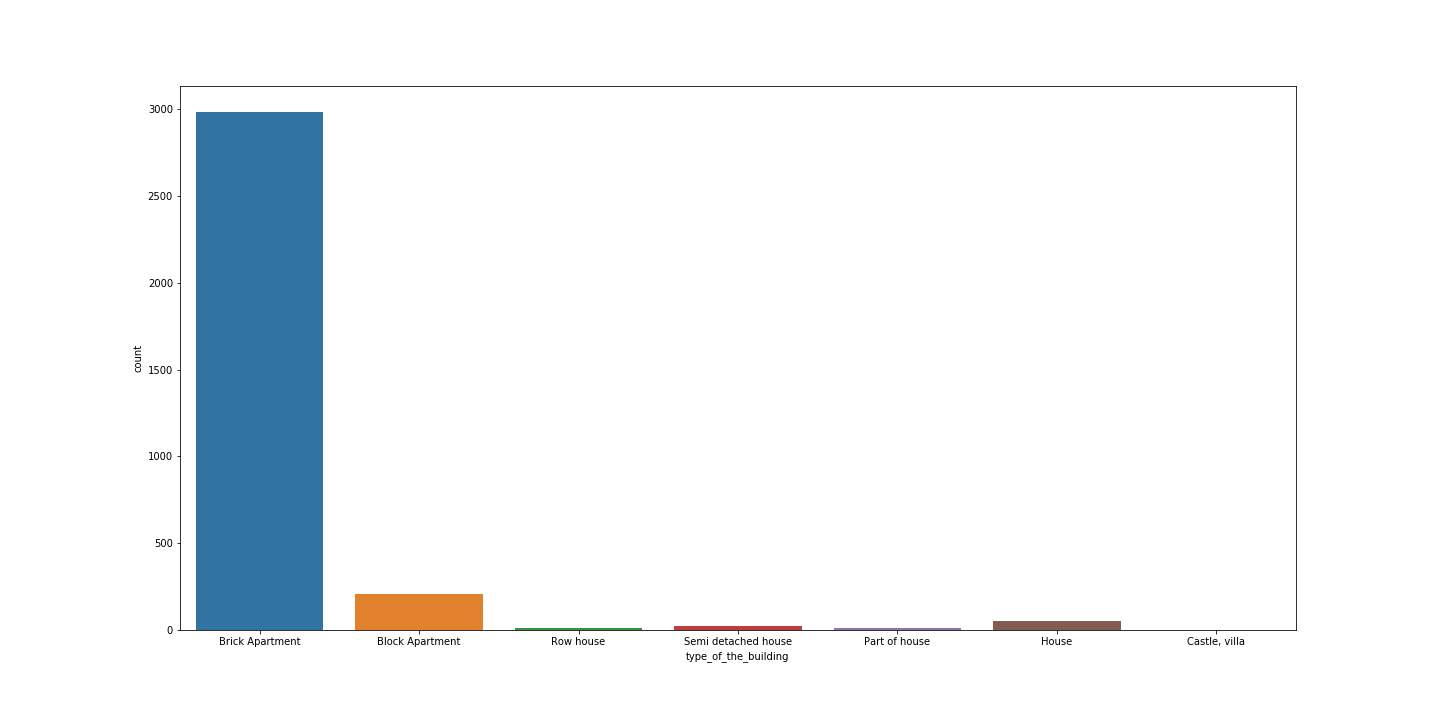 3000
2500
2000
1500
1000
500
0
count
Brick Apartment
Block Apartment
Row house
Semi detached house
Part of house
House
Castle, villa
type_of_the_building